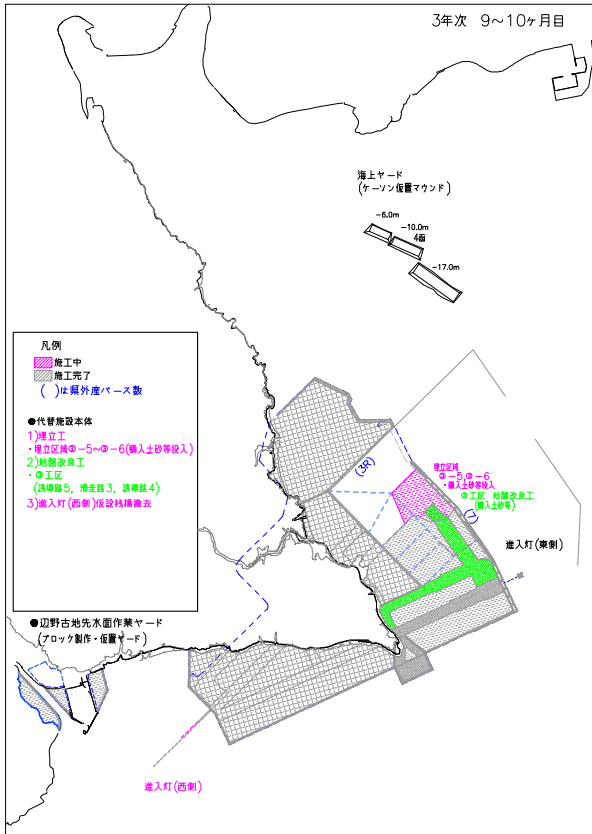 3年次 9～10ヶ月目
海上ヤード
(ケーソン仮置マウンド)
-6.0m
-10.0m
4函
-17.0m
凡例
施工中
施工完了
( )は県外産バース数
●代替施設本体
1)埋立工
・埋立区域③-5～③-6(購入土砂等投入)
2)地盤改良工
・③工区
(誘導路5, 滑走路3, 誘導路4)
3)進入灯(西側)仮設桟橋撤去
(3R)
埋立区域
③-5,③-6
・購入土砂等投入
③工区 地盤改良工
(購入土砂等)
(7)
進入灯(東側)
●辺野古地先水面作業ヤード
(ブロック製作・仮置ヤード)
進入灯(西側)